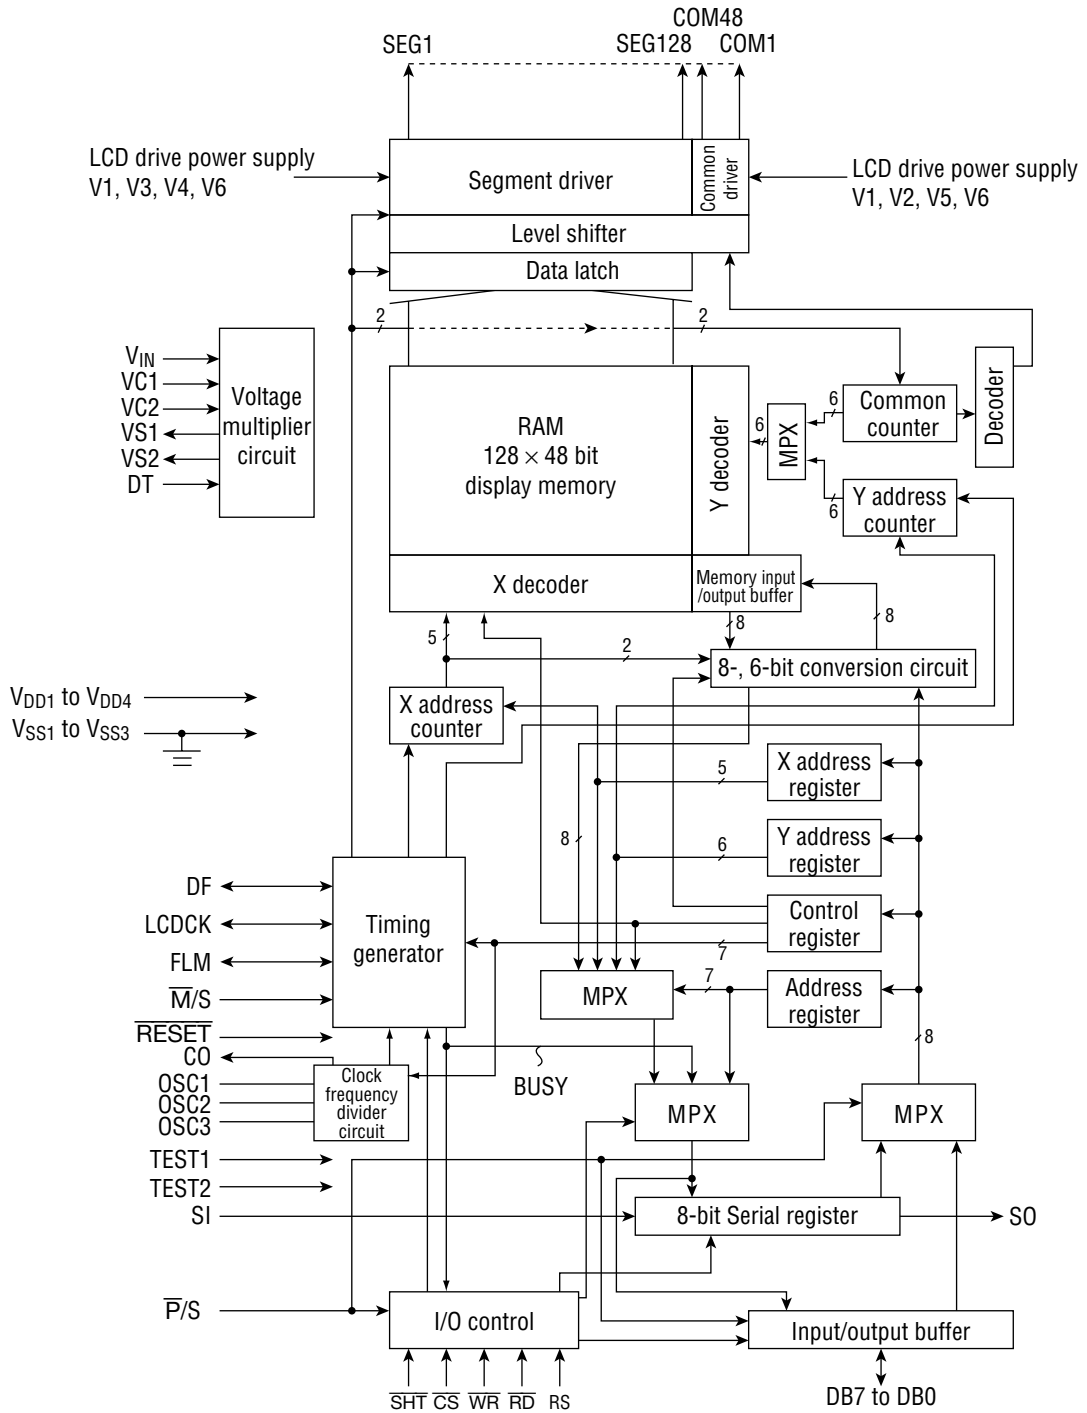 COM48
SEG1
SEG128
COM1
LCD drive power supply
V1, V3, V4, V6
Segment driver
Common
driver
LCD drive power supply
V1, V2, V5, V6
Level shifter
Data latch
2
2
VIN
VC1
VC2
VS1
VS2
DT
Voltage
multiplier
circuit
RAM
128 × 48 bit
display memory
Y decoder
6
MPX
6
6
Common
counter
Decoder
Y address
counter
X decoder
Memory input
/output buffer
5
8
8
2
8-, 6-bit conversion circuit
VDD1 to VDD4
VSS1 to VSS3
X address
counter
5
X address
register
8
6
Y address
register
DF
LCDCK
FLM
M̅/S
Timing
generator
Control
register
7
MPX
7
Address
register
R̅E̅S̅E̅T̅
CO
OSC1
OSC2
OSC3
Clock
frequency
divider
circuit
BUSY
8
MPX
MPX
TEST1
TEST2
SI
8-bit Serial register
SO
P̅/S
I/O control
Input/output buffer
S̅H̅T̅
C̅S̅
W̅R̅
R̅D̅
RS
DB7 to DB0